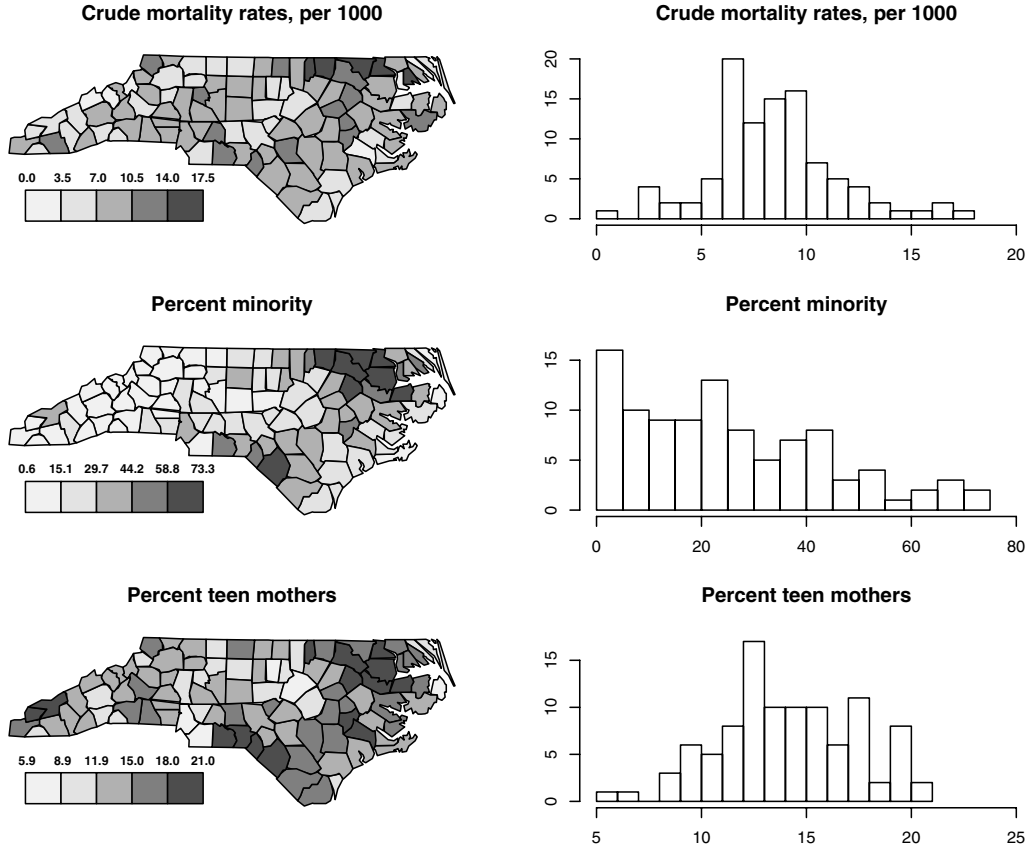 Crude mortality rates, per 1000
0.0 3.5 7.0 10.5 14.0 17.5
Crude mortality rates, per 1000
20
15
10
5
0
0 5 10 15 20
Percent minority
0.6 15.1 29.7 44.2 58.8 73.3
Percent minority
15
10
5
0
0 20 40 60 80
Percent teen mothers
5.9 8.9 11.9 15.0 18.0 21.0
Percent teen mothers
15
10
5
0
5 10 15 20 25